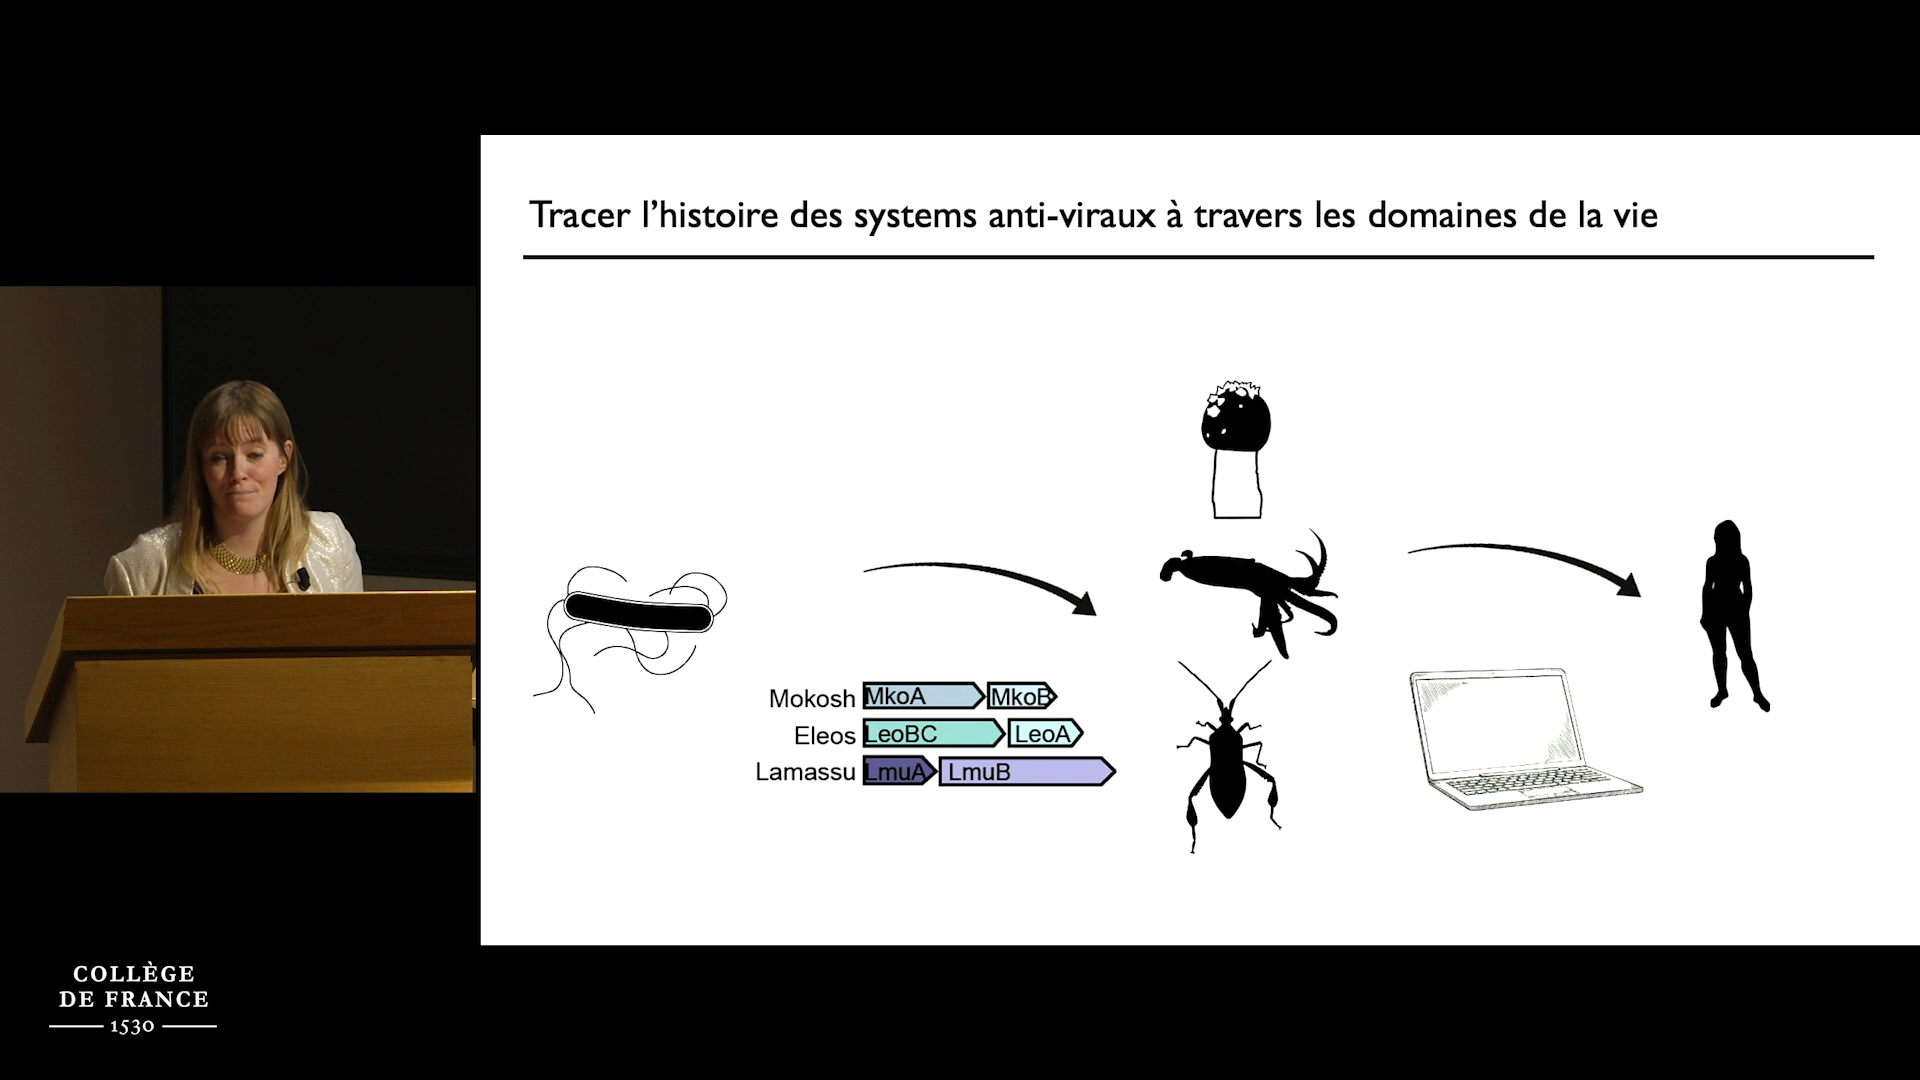 Tracer l'histoire des systems anti-viraux à travers les domaines de la vie
Mokosh MkoA MkoB
Eleos LeoBC LeoA
Lamassu LmuA LmuB
COLLÈGE
DE FRANCE
1530